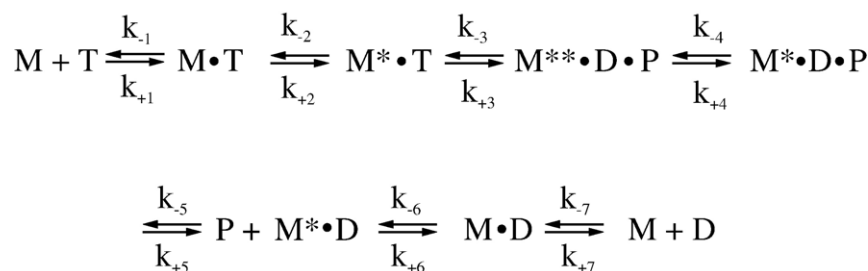 k-1 k-2 k-3 k-4
M + T M•T M*•T M**•D•P M*•D•P
k+1 k+2 k+3 k+4
k-5 k-6 k-7
P + M*•D M•D M + D
k+5 k+6 k+7